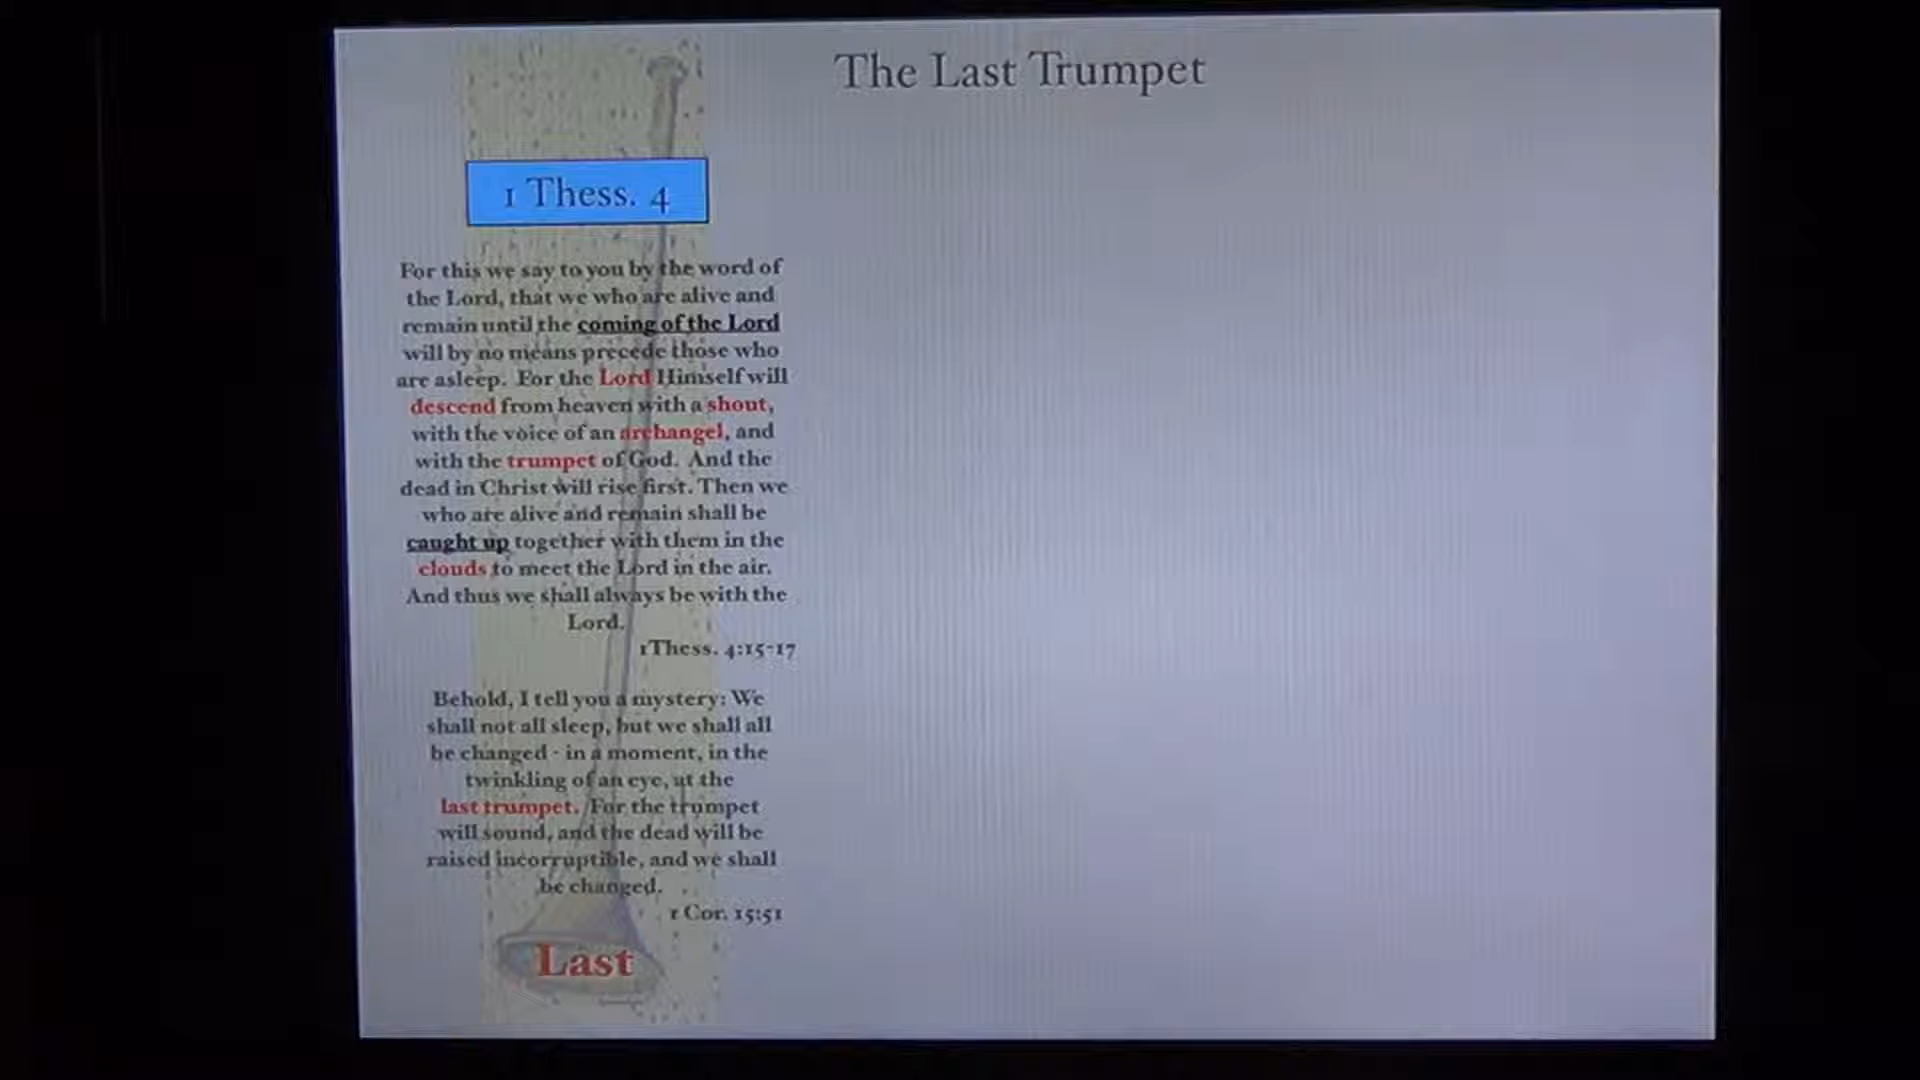 The Last Trumpet
1 Thess. 4
For this we say to you by the word of
the Lord, that we who are alive and
remain until the coming of the Lord
will by no means precede those who
are asleep. For the Lord Himself will
descend from heaven with a shout,
with the voice of an archangel, and
with the trumpet of God. And the
dead in Christ will rise first. Then we
who are alive and remain shall be
caught up together with them in the
clouds to meet the Lord in the air.
And thus we shall always be with the
Lord.
1Thess. 4:15-17
Behold, I tell you a mystery: We
shall not all sleep, but we shall all
be changed - in a moment, in the
twinkling of an eye, at the
last trumpet. For the trumpet
will sound, and the dead will be
raised incorruptible, and we shall
be changed.
1 Cor. 15:51
Last